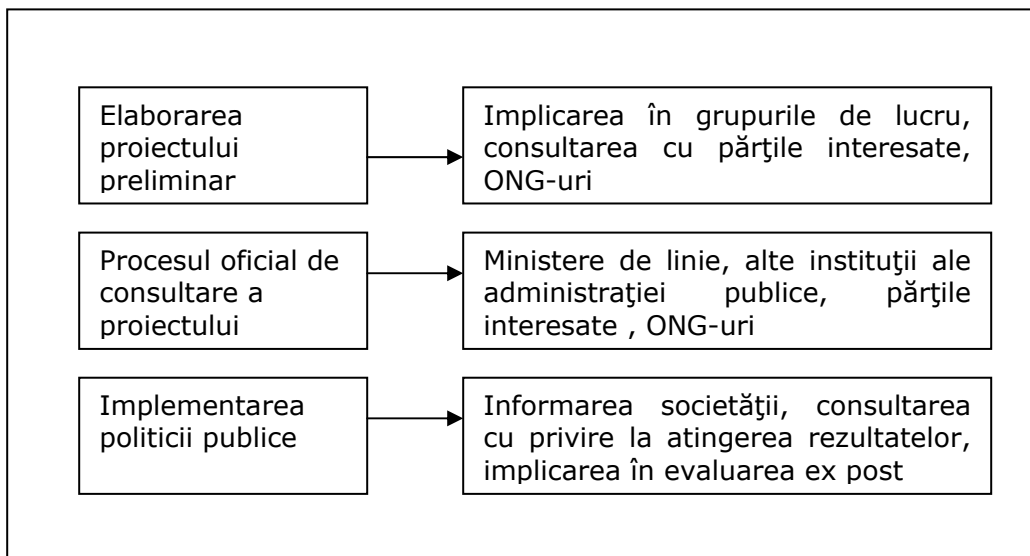 Elaborarea
proiectului
preliminar
Implicarea în grupurile de lucru,
consultarea cu părţile interesate,
ONG-uri
Procesul oficial de
consultare a
proiectului
Ministere de linie, alte instituţii ale
administraţiei publice, părţile
interesate , ONG-uri
Implementarea
politicii publice
Informarea societăţii, consultarea
cu privire la atingerea rezultatelor,
implicarea în evaluarea ex post